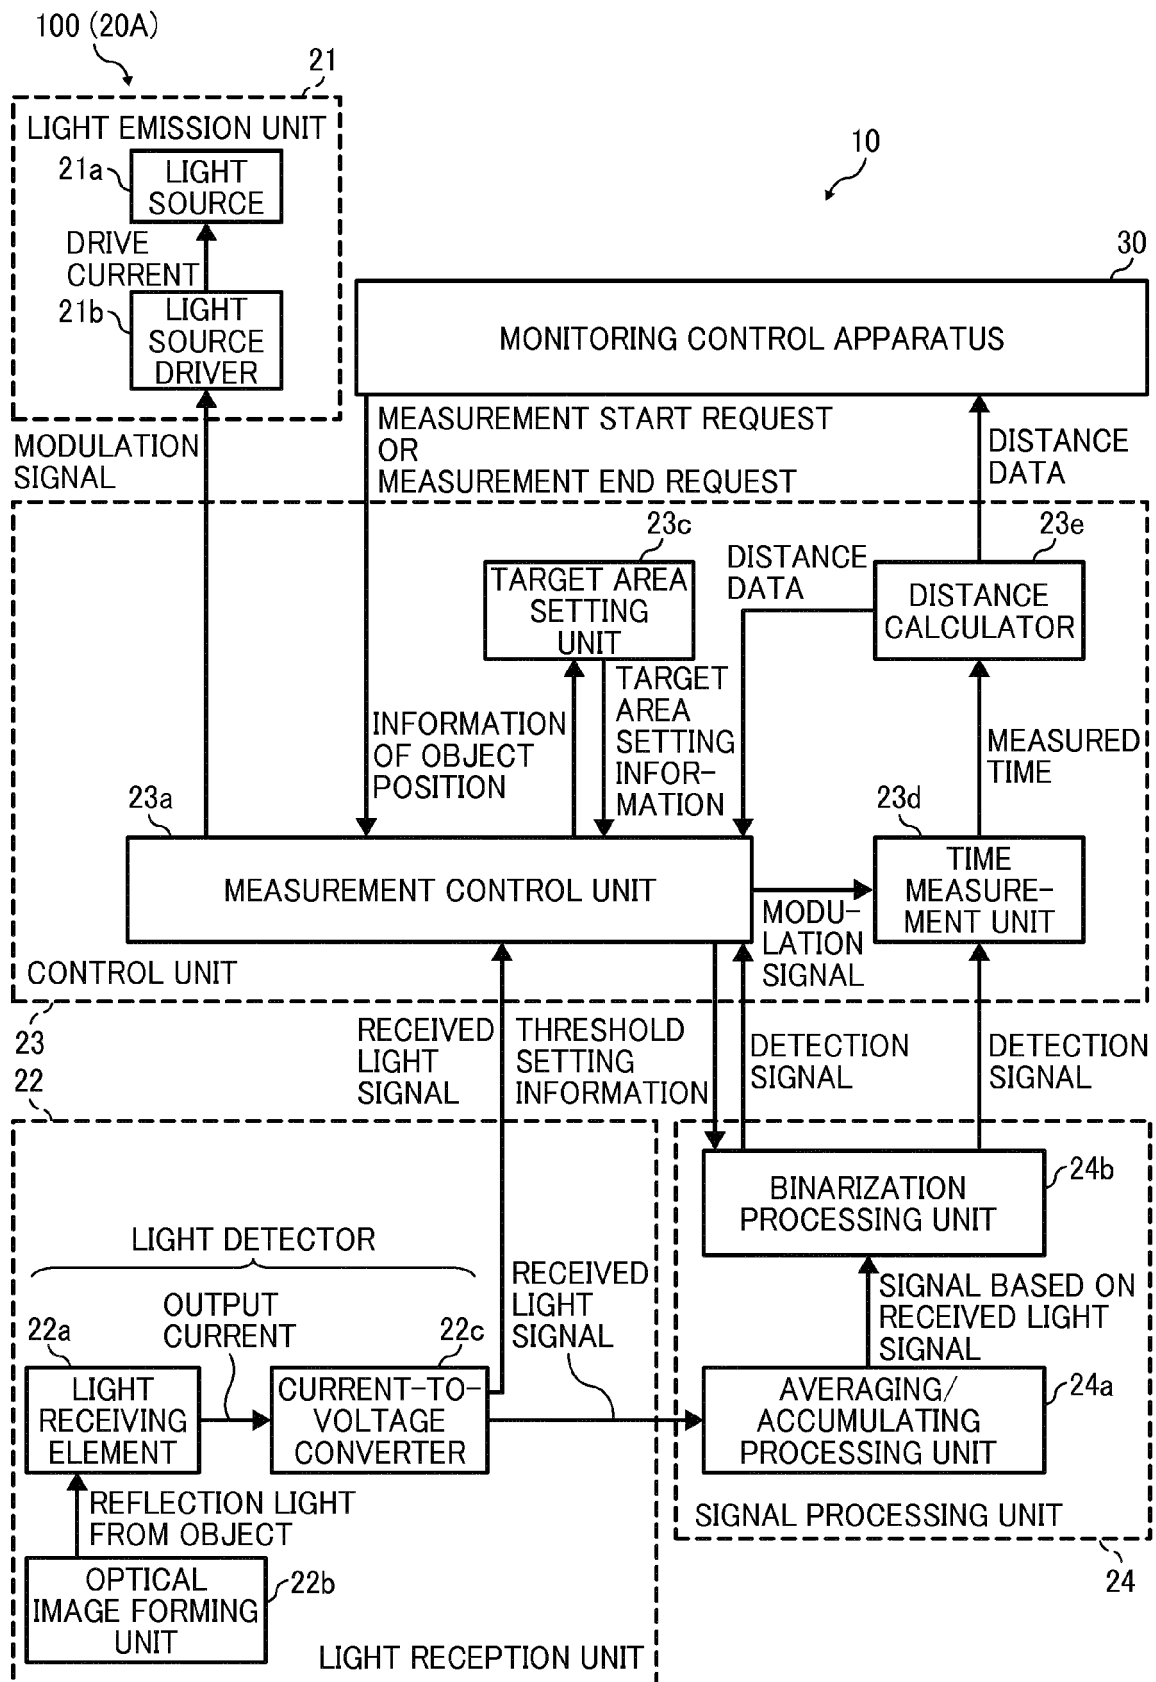 100 (20A)
21
LIGHT EMISSION UNIT
21a
LIGHT
SOURCE
DRIVE
CURRENT
21b
LIGHT
SOURCE
DRIVER
10
30
MONITORING CONTROL APPARATUS
MODULATION
SIGNAL
MEASUREMENT START REQUEST
OR
MEASUREMENT END REQUEST
DISTANCE
DATA
23c
TARGET AREA
SETTING
UNIT
DISTANCE
DATA
23e
DISTANCE
CALCULATOR
INFORMATION
OF OBJECT
POSITION
TARGET
AREA
SETTING
INFOR-
MATION
MEASURED
TIME
23a
MEASUREMENT CONTROL UNIT
23d
TIME
MEASURE-
MENT UNIT
MODU-
LATION
SIGNAL
CONTROL UNIT
23
RECEIVED
LIGHT
SIGNAL
THRESHOLD
SETTING
INFORMATION
DETECTION
SIGNAL
DETECTION
SIGNAL
22
24b
BINARIZATION
PROCESSING UNIT
LIGHT DETECTOR
OUTPUT
CURRENT
RECEIVED
LIGHT
SIGNAL
SIGNAL BASED ON
RECEIVED LIGHT
SIGNAL
22a
LIGHT
RECEIVING
ELEMENT
22c
CURRENT-TO-
VOLTAGE
CONVERTER
24a
AVERAGING/
ACCUMULATING
PROCESSING UNIT
REFLECTION LIGHT
FROM OBJECT
SIGNAL PROCESSING UNIT
24
OPTICAL
IMAGE FORMING
UNIT
22b
LIGHT RECEPTION UNIT